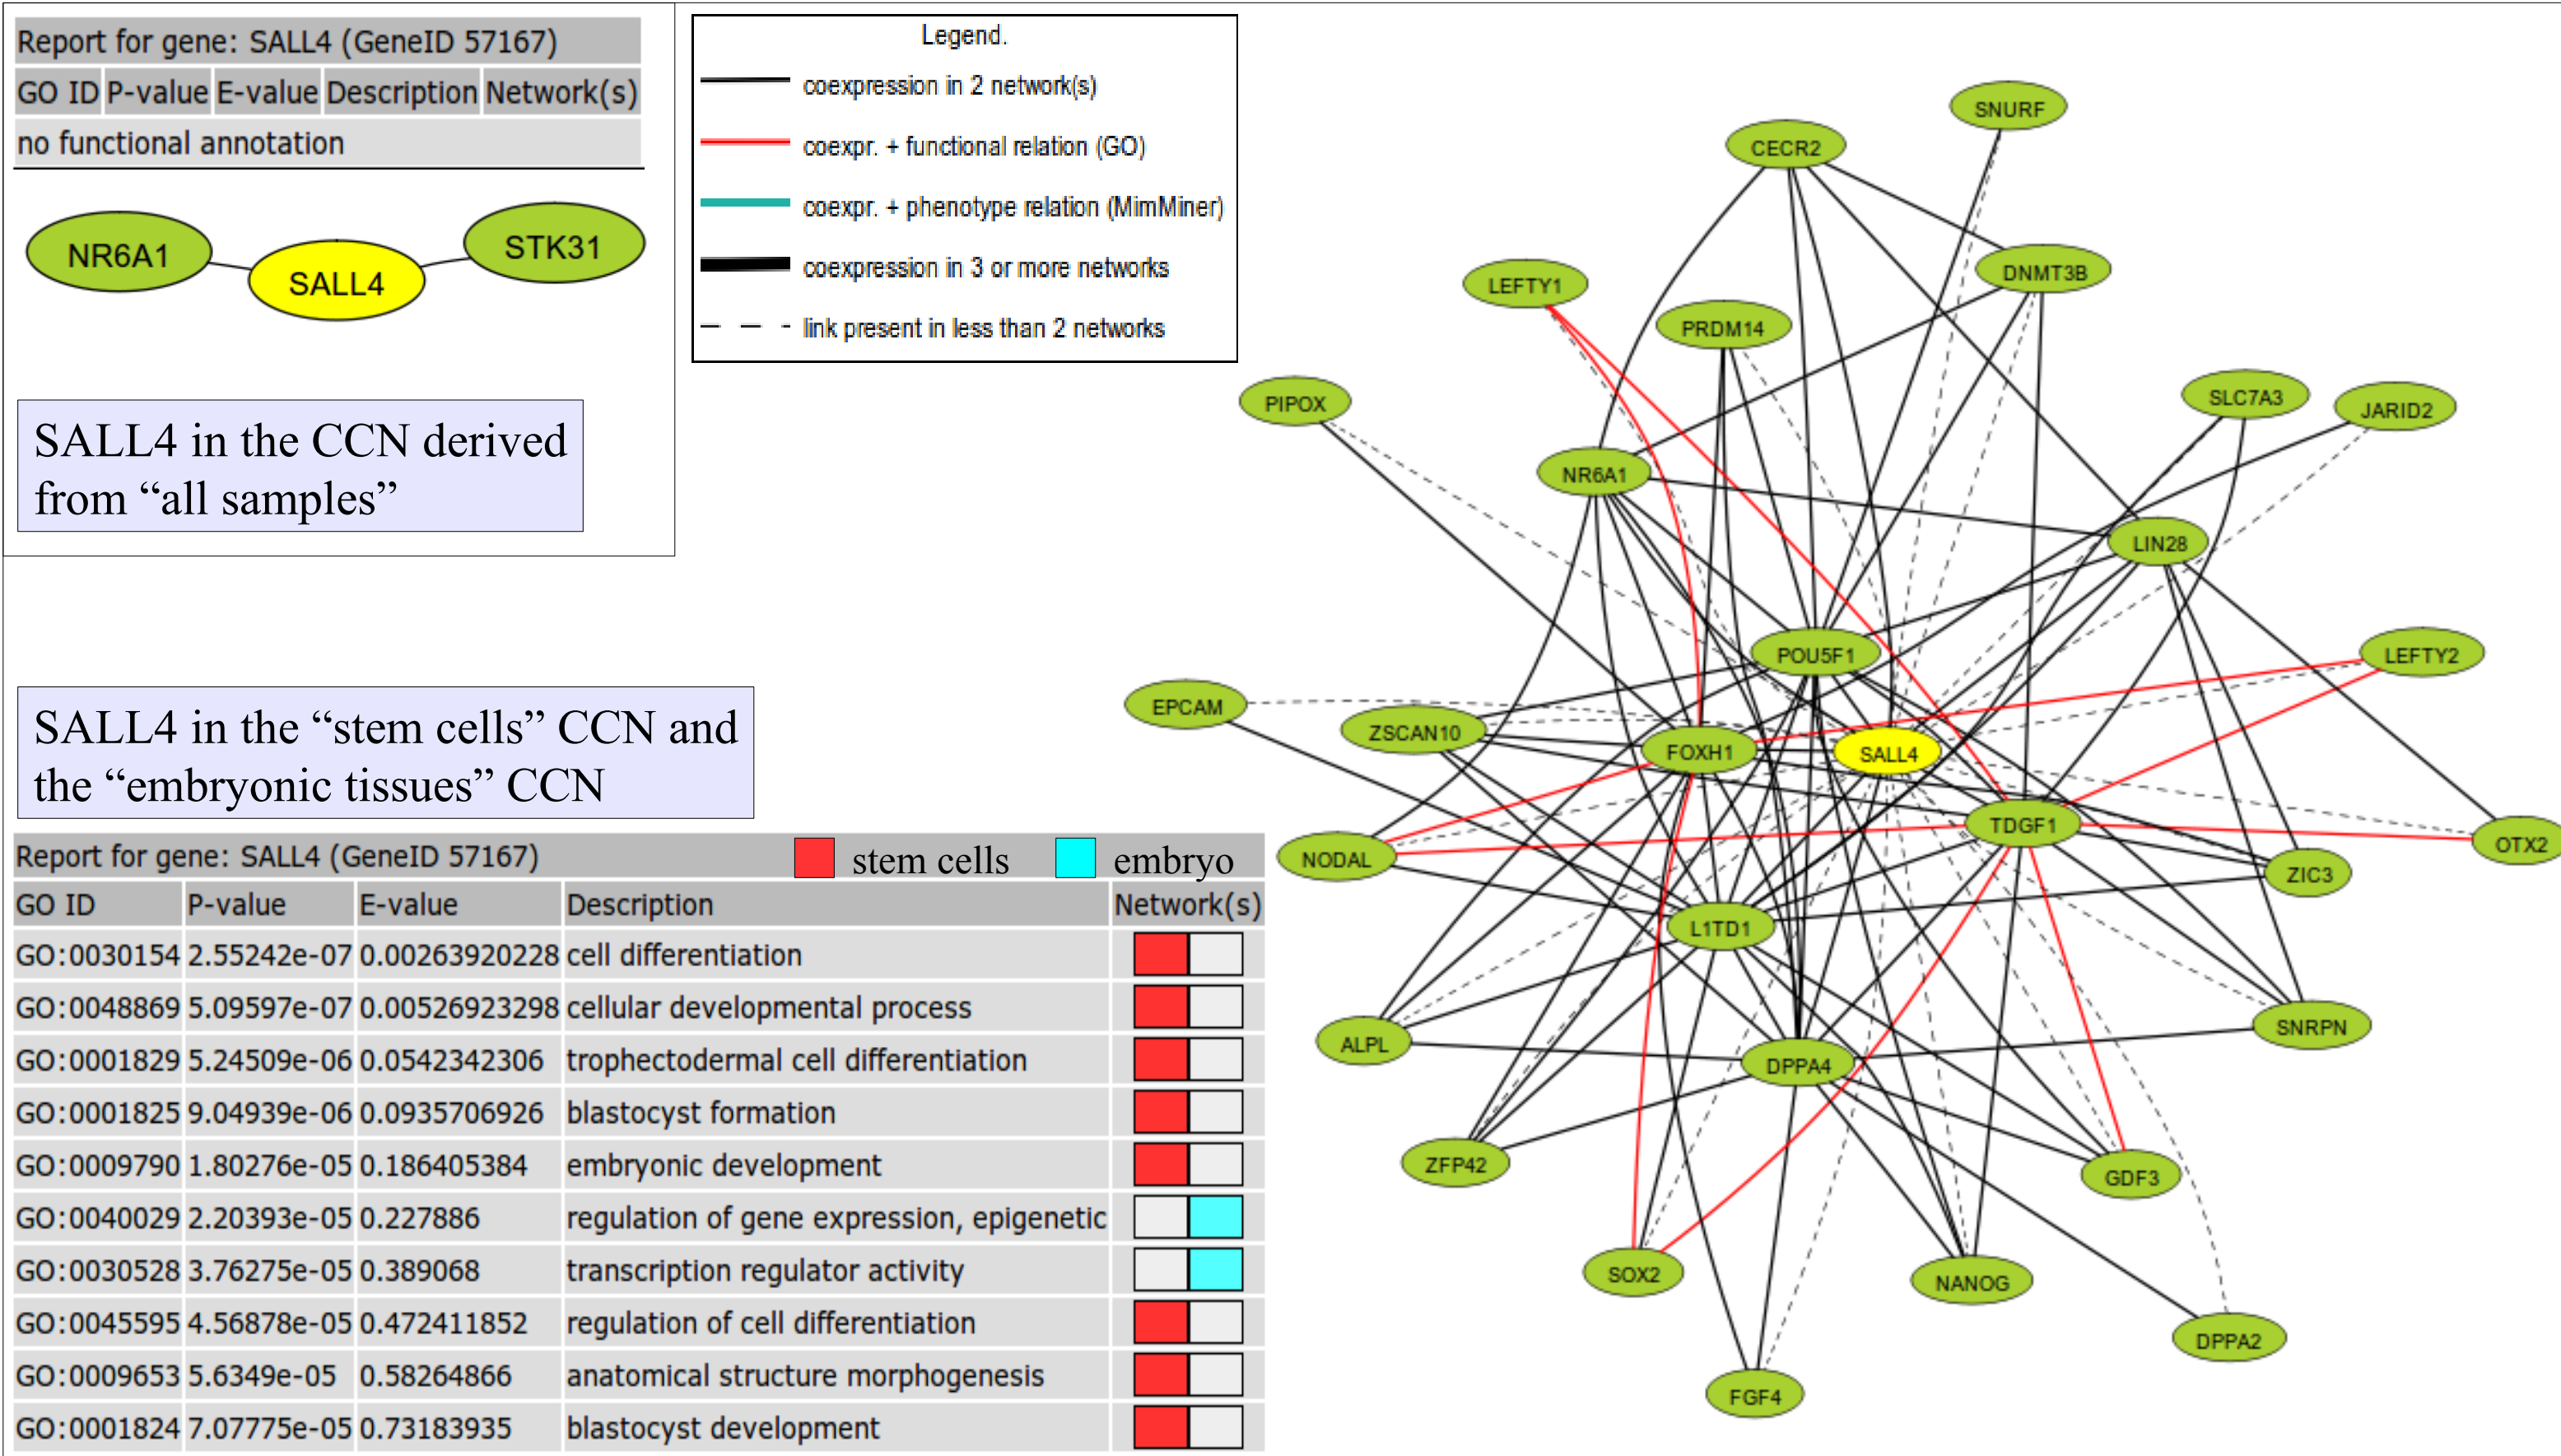 Report for gene: SALL4 (GeneID 57167)
GO ID P-value E-value Description Network(s)
no functional annotation
NR6A1
SALL4
STK31
SALL4 in the CCN derived
from “all samples”
Legend.
coexpression in 2 network(s)
coexpr. + functional relation (GO)
coexpr. + phenotype relation (MimMiner)
coexpression in 3 or more networks
link present in less than 2 networks
SALL4 in the “stem cells” CCN and
the “embryonic tissues” CCN
Report for gene: SALL4 (GeneID 57167) stem cells embryo
GO ID P-value E-value Description Network(s)
GO:0030154 2.55242e-07 0.00263920228 cell differentiation
GO:0048869 5.09597e-07 0.00526923298 cellular developmental process
GO:0001829 5.24509e-06 0.0542342306 trophectodermal cell differentiation
GO:0001825 9.04939e-06 0.0935706926 blastocyst formation
GO:0009790 1.80276e-05 0.186405384 embryonic development
GO:0040029 2.20393e-05 0.227886 regulation of gene expression, epigenetic
GO:0030528 3.76275e-05 0.389068 transcription regulator activity
GO:0045595 4.56878e-05 0.472411852 regulation of cell differentiation
GO:0009653 5.6349e-05 0.58264866 anatomical structure morphogenesis
GO:0001824 7.07775e-05 0.73183935 blastocyst development
SNURF
CECR2
DNMT3B
LEFTY1
PRDM14
PIPOX
SLC7A3
JARID2
NR6A1
LIN28
POU5F1
LEFTY2
EPCAM
ZSCAN10
FOXH1
SALL4
TDGF1
OTX2
NODAL
ZIC3
L1TD1
SNRPN
ALPL
DPPA4
ZFP42
GDF3
SOX2
NANOG
DPPA2
FGF4